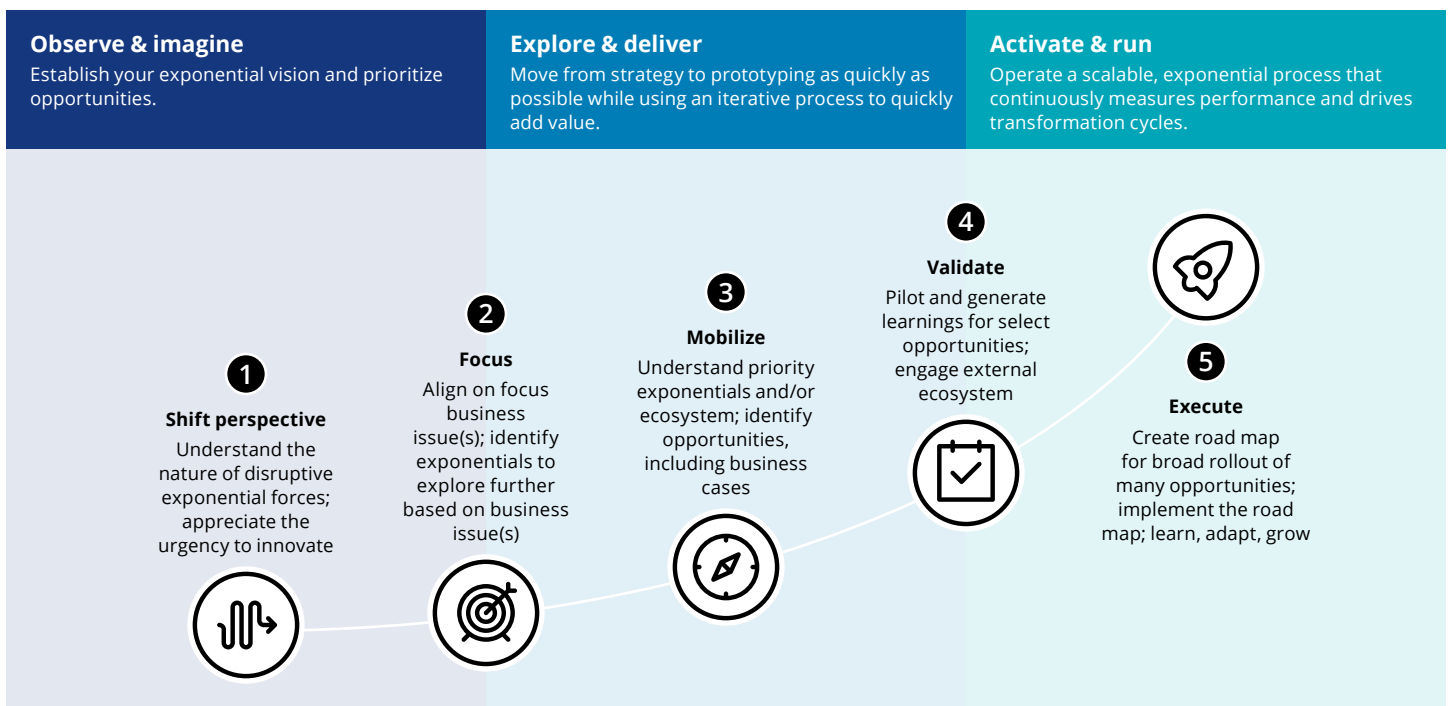 Observe & imagine
Establish your exponential vision and prioritize
opportunities.
Explore & deliver
Move from strategy to prototyping as quickly as
possible while using an iterative process to quickly
add value.
Activate & run
Operate a scalable, exponential process that
continuously measures performance and drives
transformation cycles.
1
Shift perspective
Understand the
nature of disruptive
exponential forces;
appreciate the
urgency to innovate
2
Focus
Align on focus
business
issue(s); identify
exponentials to
explore further
based on business
issue(s)
3
Mobilize
Understand priority
exponentials and/or
ecosystem; identify
opportunities,
including business
cases
4
Validate
Pilot and generate
learnings for select
opportunities;
engage external
ecosystem
5
Execute
Create road map
for broad rollout of
many opportunities;
implement the road
map; learn, adapt, grow